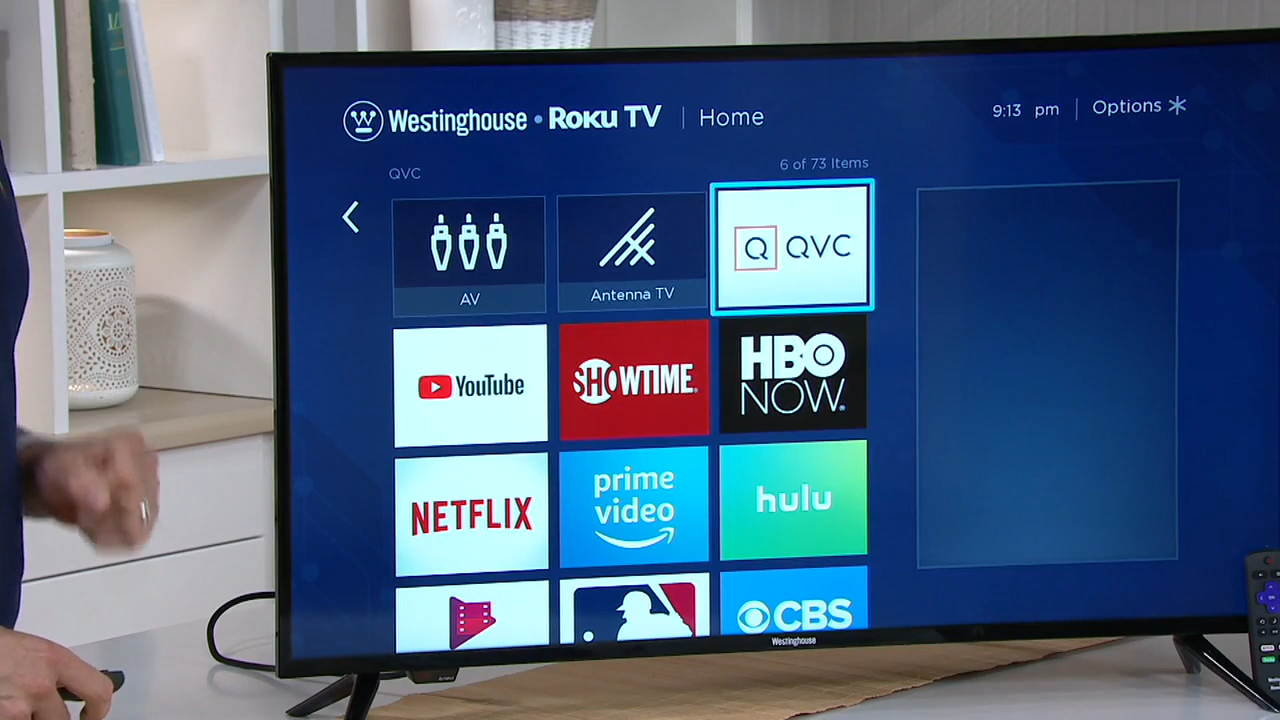 Westinghouse • Roku TV | Home
9:13 pm | Options
QVC
6 of 73 Items
AV
Antenna TV
Q QVC
YouTube
SHOWTIME
HBO
NOW
NETFLIX
prime
video
hulu
CBS
Westinghouse